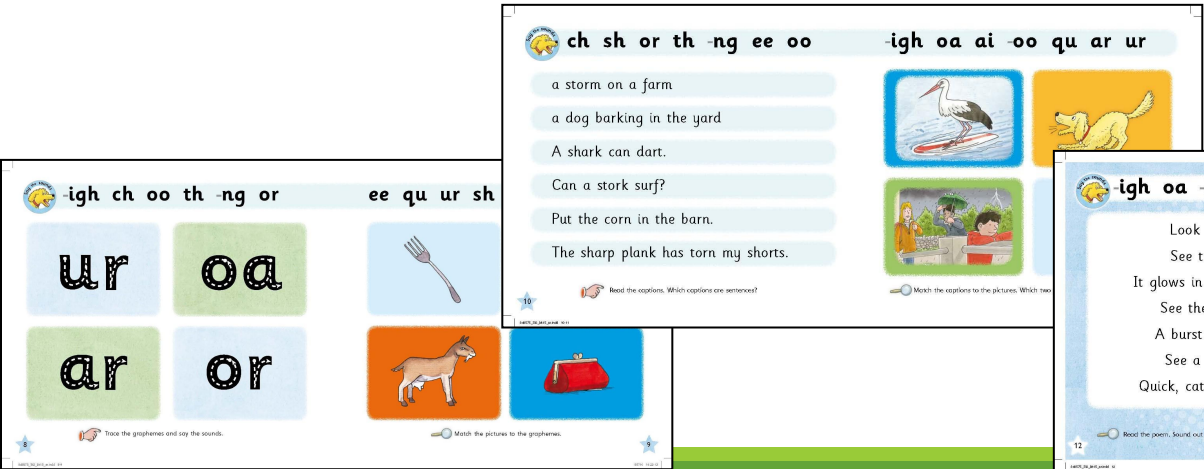 -igh ch oo th -ng or
ee qu ur sh
ur
oa
ar
or
Trace the graphemes and say the sounds.
Match the pictures to the graphemes.
8
9
Say the sounds
ch sh or th -ng ee oo
-igh oa ai -oo qu ar ur
a storm on a farm
a dog barking in the yard
A shark can dart.
Can a stork surf?
Put the corn in the barn.
The sharp plank has torn my shorts.
Read the captions. Which captions are sentences?
Match the captions to the pictures. Which two
10
-igh oa -
Look
See t
It glows in
See the
A burst
See a
Quick, cat
Read the poem. Sound out
12